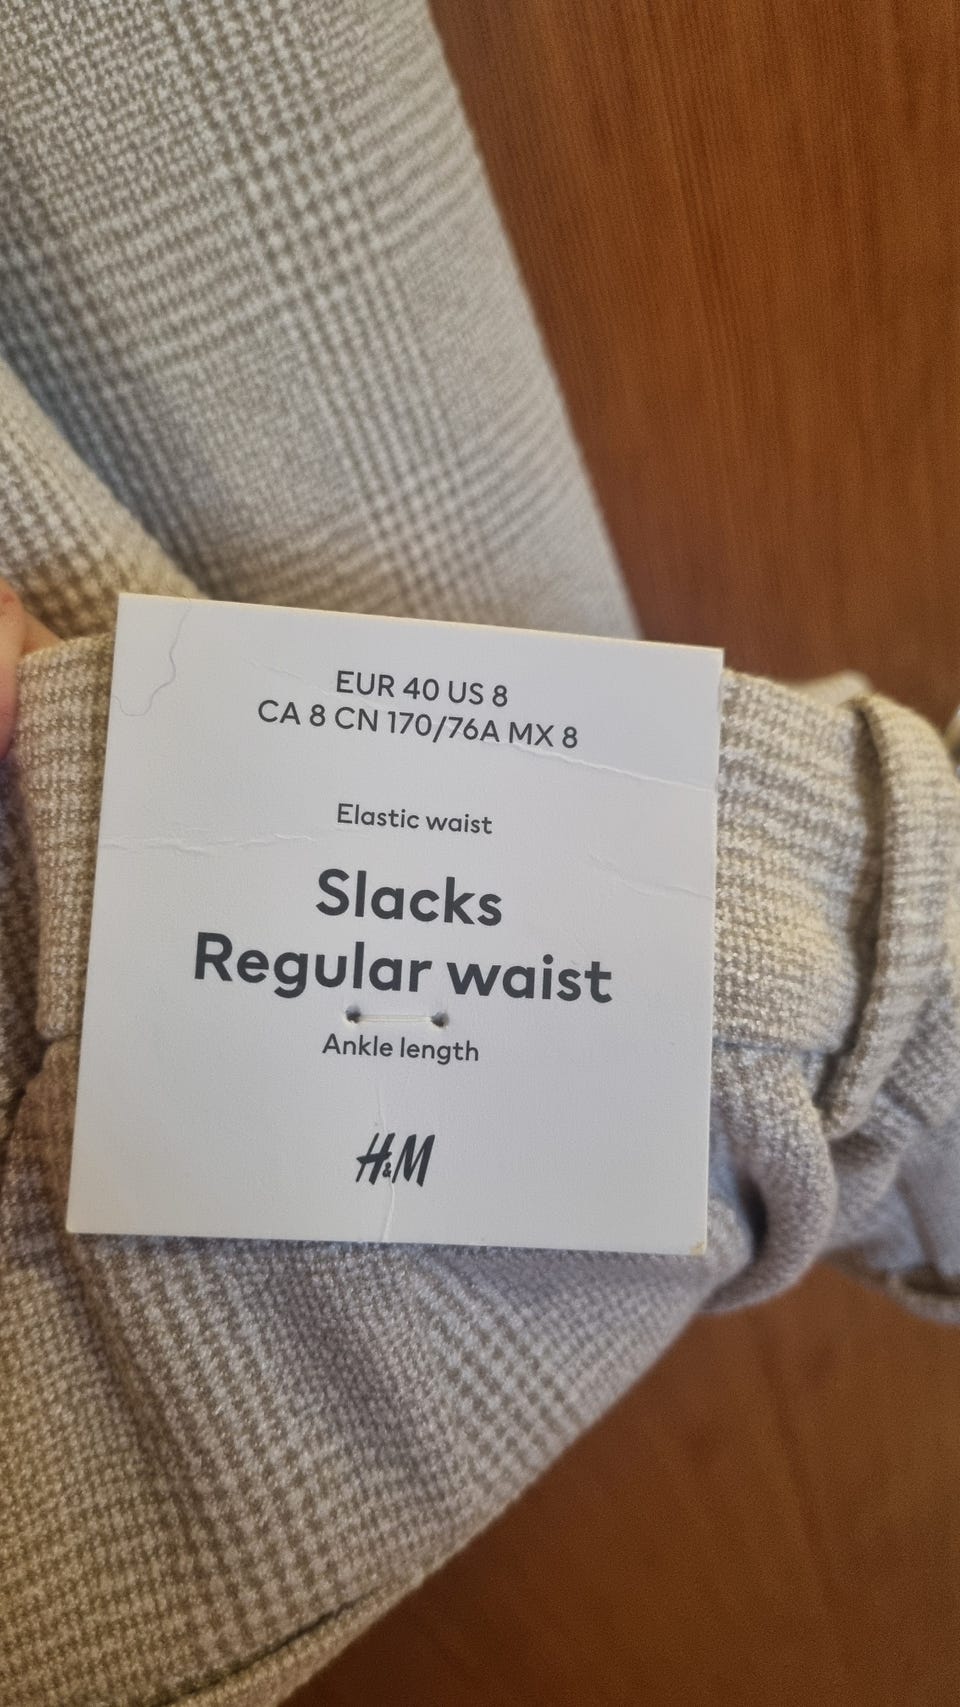 EUR 40 US 8
CA 8 CN 170/76A MX 8
Elastic waist
Slacks
Regular waist
Ankle length
H&M